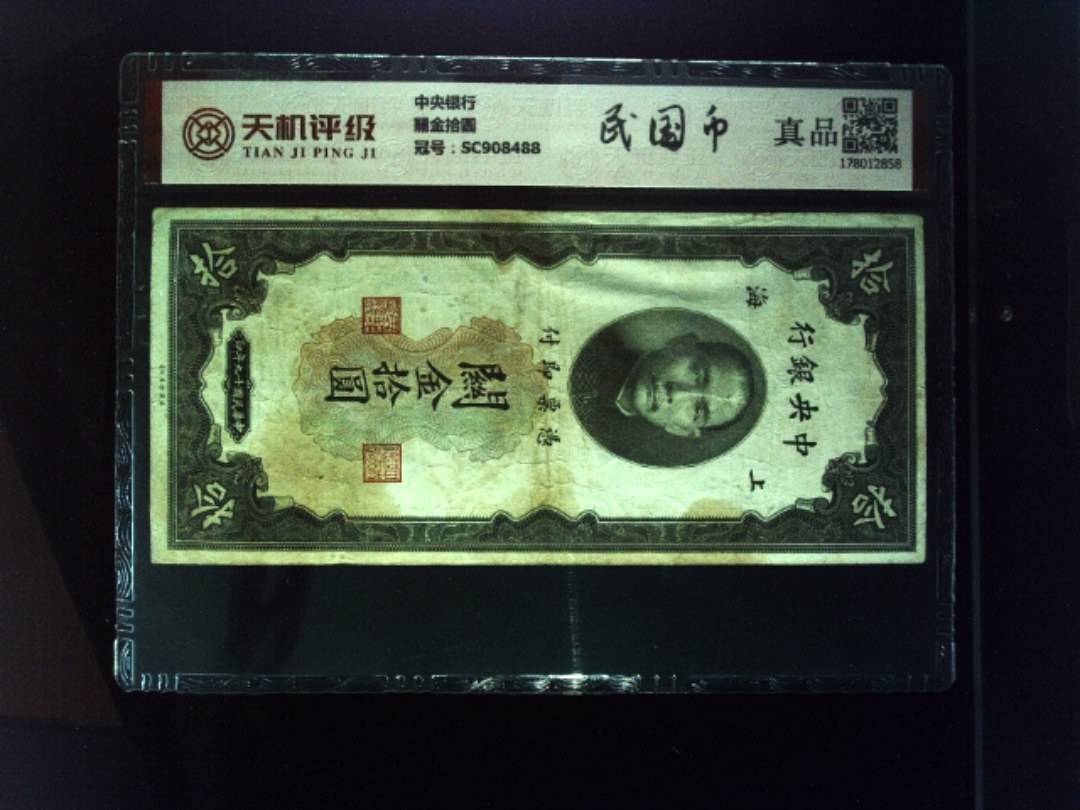 天机评级
TIAN JI PING JI
中央银行
關金拾圆
冠号：SC908488
民国币
真品
178012858
中央銀行
上海
憑票即付
關金拾圓
拾
拾
拾
拾